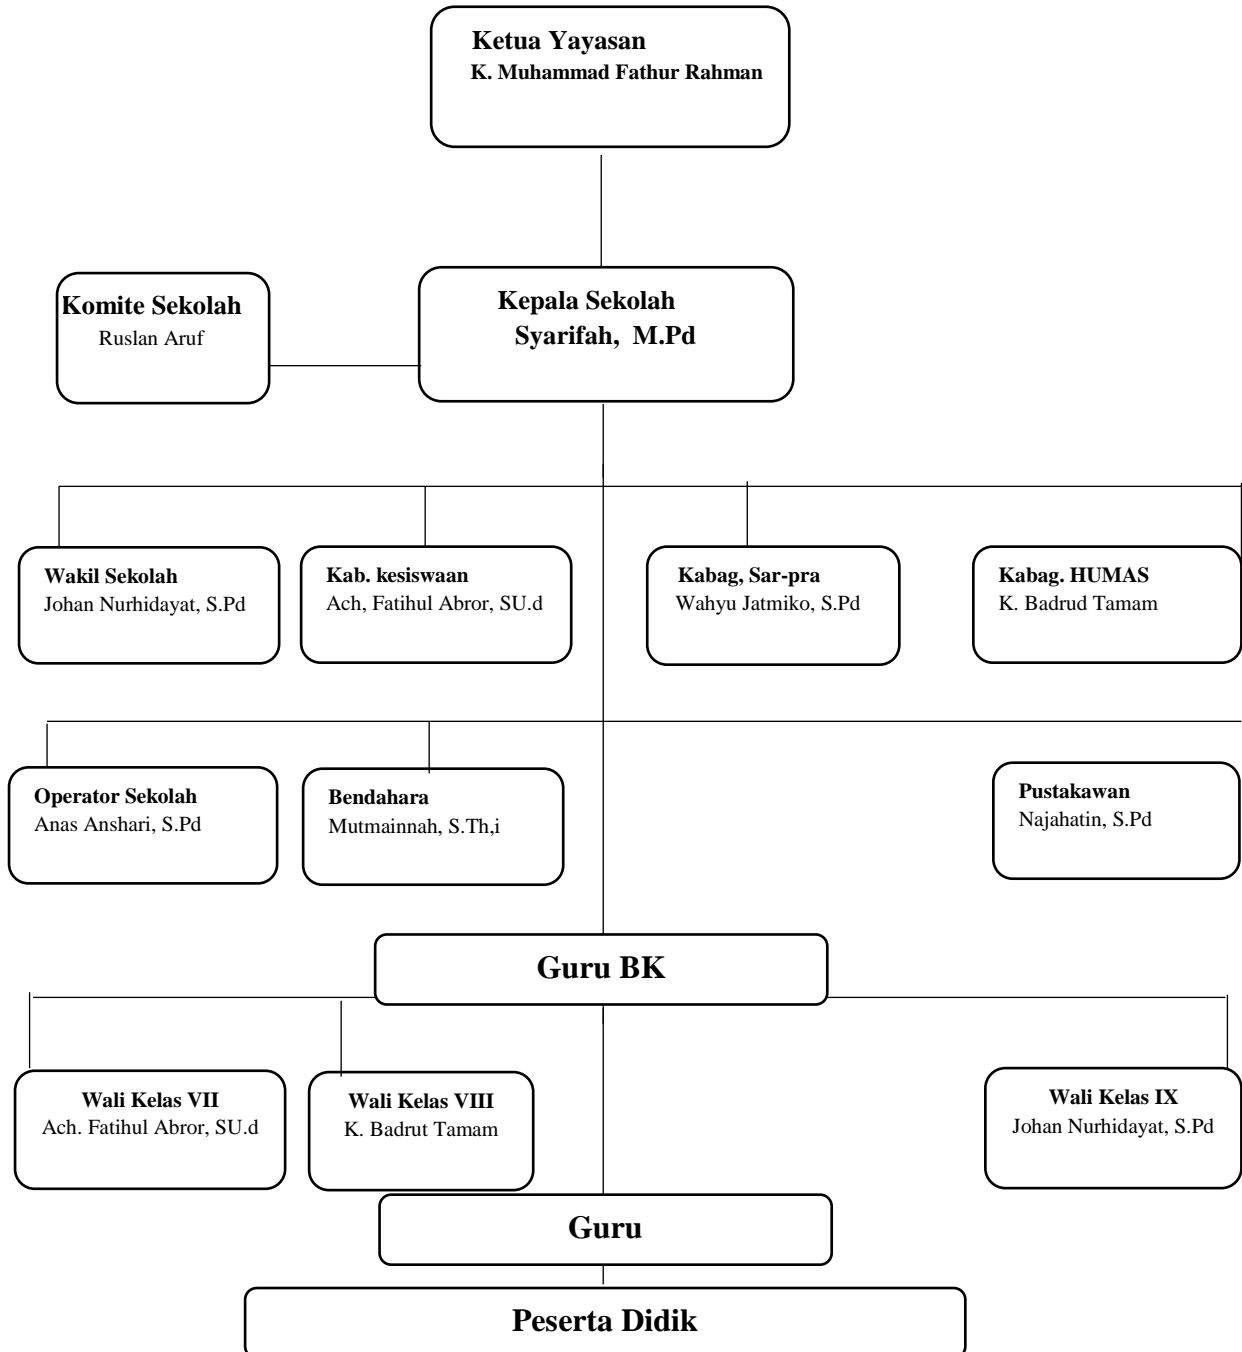 Ketua Yayasan
K. Muhammad Fathur Rahman
Komite Sekolah
Ruslan Aruf
Kepala Sekolah
Syarifah, M.Pd
Wakil Sekolah
Johan Nurhidayat, S.Pd
Kab. kesiswaan
Ach, Fatihul Abror, SU.d
Kabag, Sar-pra
Wahyu Jatmiko, S.Pd
Kabag. HUMAS
K. Badrud Tamam
Operator Sekolah
Anas Anshari, S.Pd
Bendahara
Mutmainnah, S.Th,i
Pustakawan
Najahatin, S.Pd
Guru BK
Wali Kelas VII
Ach. Fatihul Abror, SU.d
Wali Kelas VIII
K. Badrut Tamam
Wali Kelas IX
Johan Nurhidayat, S.Pd
Guru
Peserta Didik